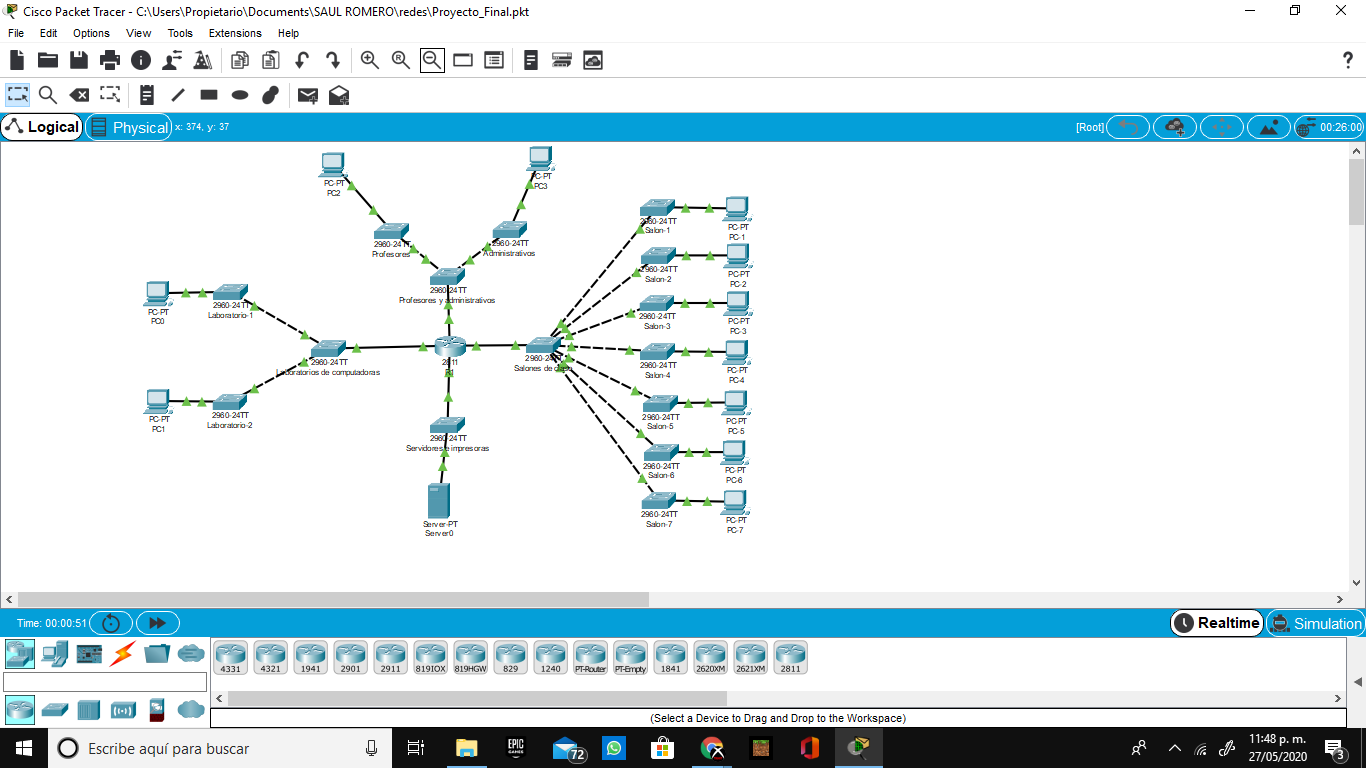 Cisco Packet Tracer - C:\Users\Propietario\Documents\SAUL ROMERO\redes\Proyecto_Final.pkt
File Edit Options View Tools Extensions Help
Logical Physical x: 374, y: 37 [Root] 00:26:00
PC-PT
PC2
PC-PT
PC3
2960-24TT
Profesores
2960-24TT
Administrativos
2960-24TT
Profesores y administrativos
PC-PT
PC0
2960-24TT
Laboratorio-1
2960-24TT
Laboratorios de computadoras
2811
R1
2960-24TT
Salones de clase
PC-PT
PC1
2960-24TT
Laboratorio-2
2960-24TT
Servidores e impresoras
Server-PT
Server0
2960-24TT
Salon-1
PC-PT
PC-1
2960-24TT
Salon-2
PC-PT
PC-2
2960-24TT
Salon-3
PC-PT
PC-3
2960-24TT
Salon-4
PC-PT
PC-4
2960-24TT
Salon-5
PC-PT
PC-5
2960-24TT
Salon-6
PC-PT
PC-6
2960-24TT
Salon-7
PC-PT
PC-7
Time: 00:00:51 Realtime Simulation
4331 4321 1941 2901 2911 819IOX 819HGW 829 1240 PT-Router PT-Empty 1841 2620XM 2621XM 2811
(Select a Device to Drag and Drop to the Workspace)
Escribe aquí para buscar
EPIC GAMES
72
11:48 p. m.
27/05/2020
3